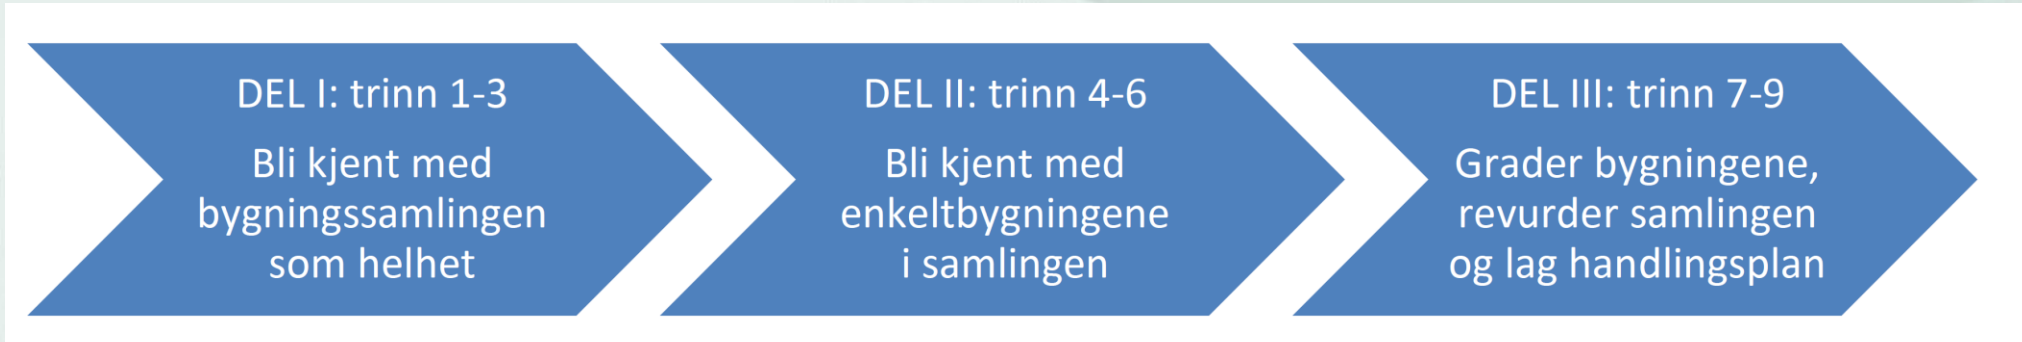 DEL I: trinn 1-3
Bli kjent med
bygningssamlingen
som helhet
DEL II: trinn 4-6
Bli kjent med
enkeltbygningene
i samlingen
DEL III: trinn 7-9
Grader bygningene,
revurder samlingen
og lag handlingsplan